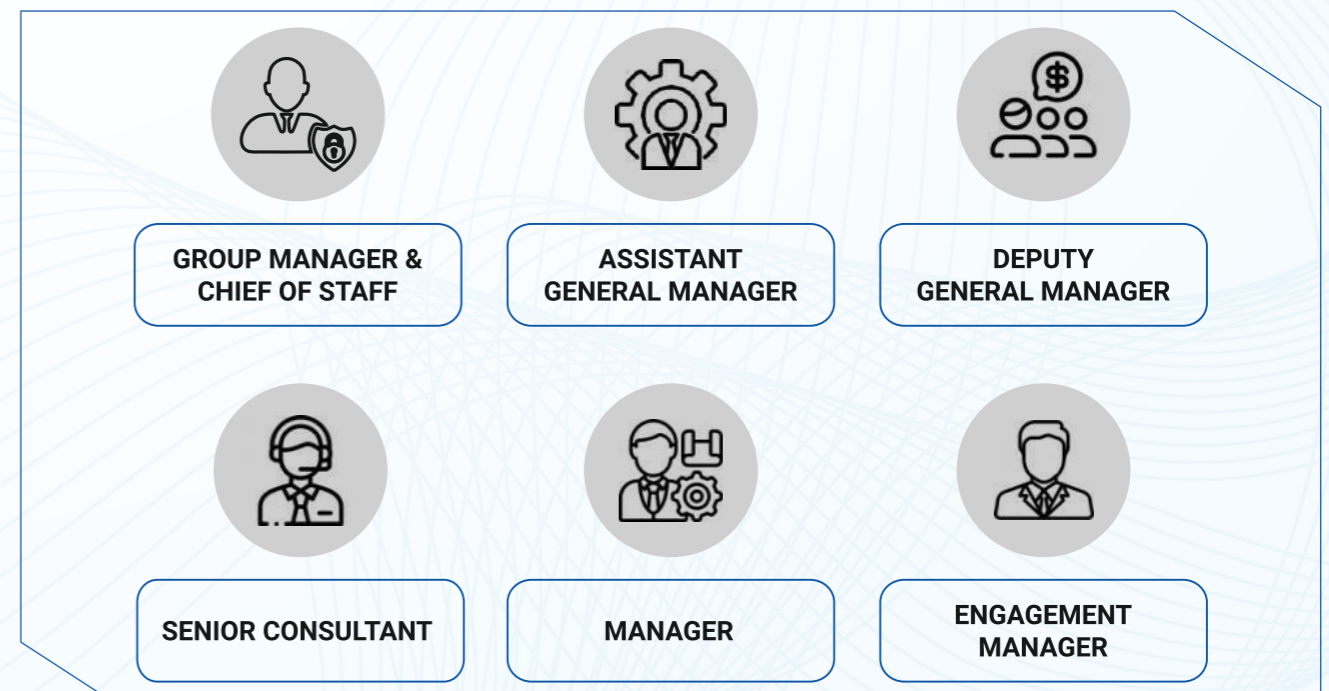 GROUP MANAGER &
CHIEF OF STAFF
ASSISTANT
GENERAL MANAGER
DEPUTY
GENERAL MANAGER
SENIOR CONSULTANT
MANAGER
ENGAGEMENT
MANAGER